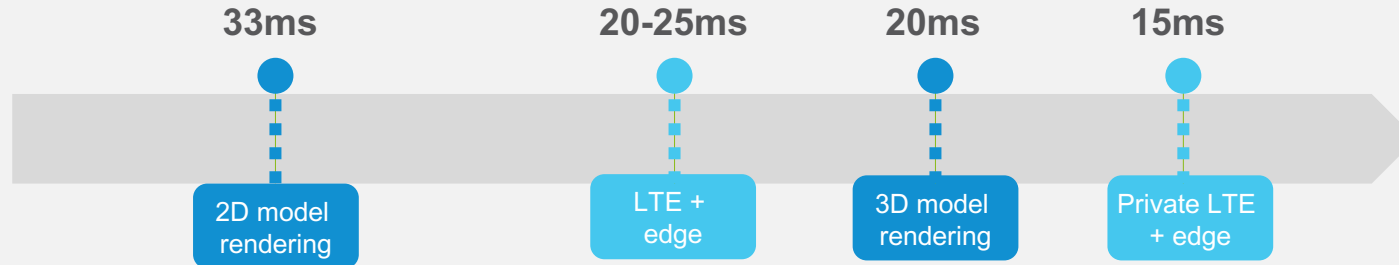 33ms
20-25ms
20ms
15ms
2D model
rendering
LTE +
edge
3D model
rendering
Private LTE
+ edge